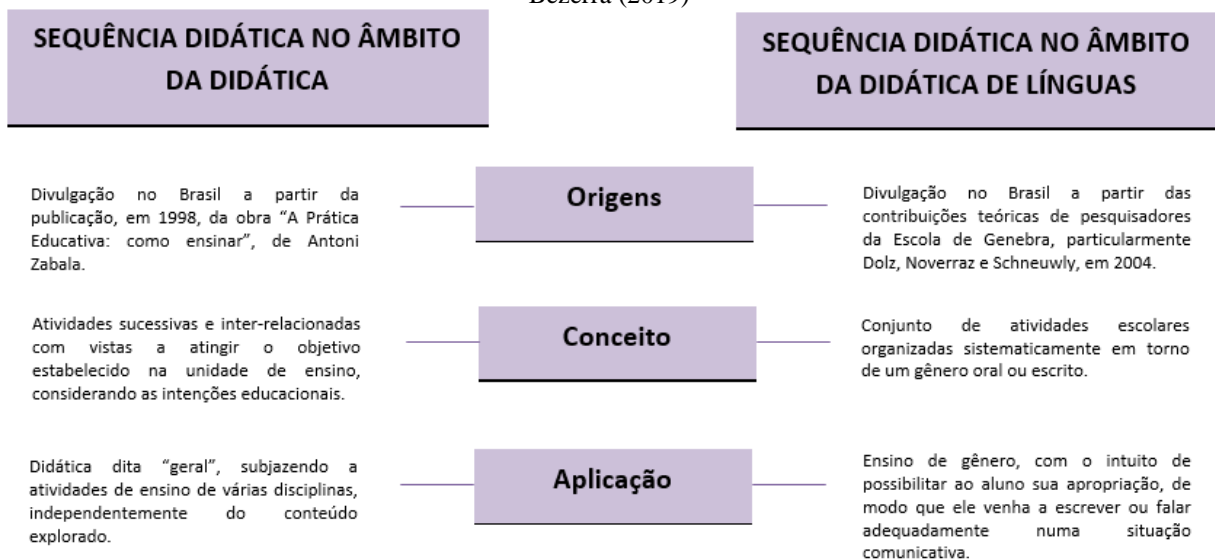 Bezerra (2019)
SEQUÊNCIA DIDÁTICA NO ÂMBITO
DA DIDÁTICA
SEQUÊNCIA DIDÁTICA NO ÂMBITO
DA DIDÁTICA DE LÍNGUAS
Origens
Divulgação no Brasil a partir da
publicação, em 1998, da obra “A Prática
Educativa: como ensinar”, de Antoni
Zabala.
Divulgação no Brasil a partir das
contribuições teóricas de pesquisadores
da Escola de Genebra, particularmente
Dolz, Noverraz e Schneuwly, em 2004.
Conceito
Atividades sucessivas e inter-relacionadas
com vistas a atingir o objetivo
estabelecido na unidade de ensino,
considerando as intenções educacionais.
Conjunto de atividades escolares
organizadas sistematicamente em torno
de um gênero oral ou escrito.
Aplicação
Didática dita “geral”, subjazendo a
atividades de ensino de várias disciplinas,
independentemente do conteúdo
explorado.
Ensino de gênero, com o intuito de
possibilitar ao aluno sua apropriação, de
modo que ele venha a escrever ou falar
adequadamente numa situação
comunicativa.